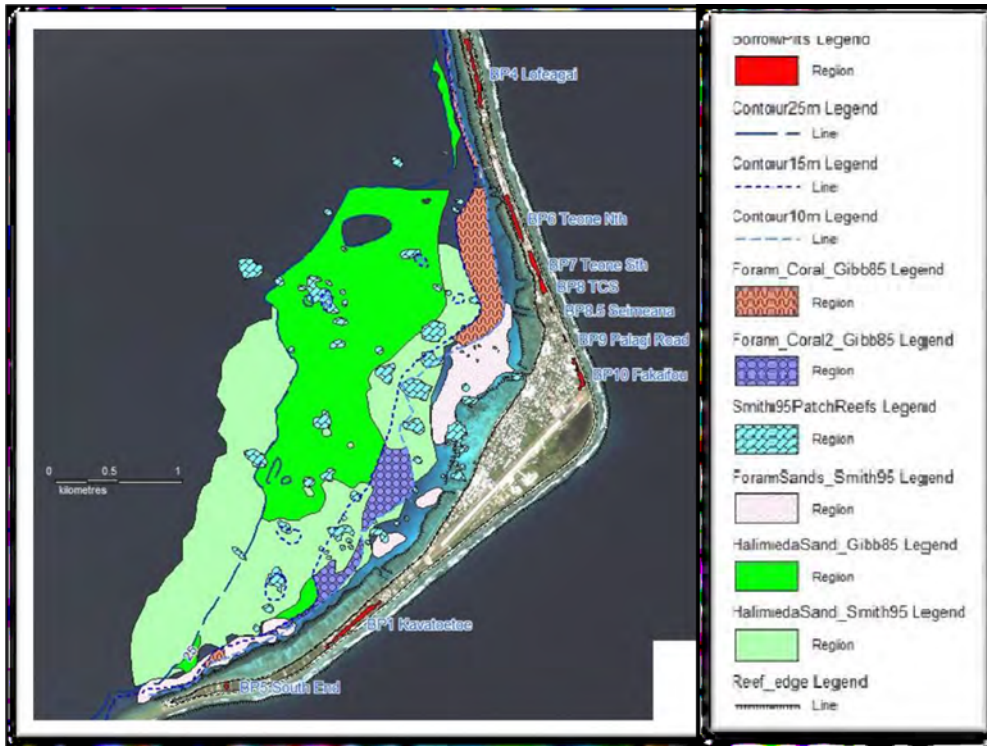 BP4 Lofeagai
BP6 Teone Nth
BP7 Teone Sth
BP8 TCS
BP8.5 Seimeana
BP9 Palagi Road
BP10 Fakaifou
0 0.5 1
kilometres
BP1 Kavatoetoe
25
BP5 South End
BorrowPits Legend
Region
Contour25m Legend
Line
Contour15m Legend
Line
Contour10m Legend
Line
Foram_Coral_Gibb85 Legend
Region
Foram_Coral2_Gibb85 Legend
Region
Smith95PatchReefs Legend
Region
ForamSands_Smith95 Legend
Region
HalimedaSand_Gibb85 Legend
Region
HalimedaSand_Smith95 Legend
Region
Reef_edge Legend
Line